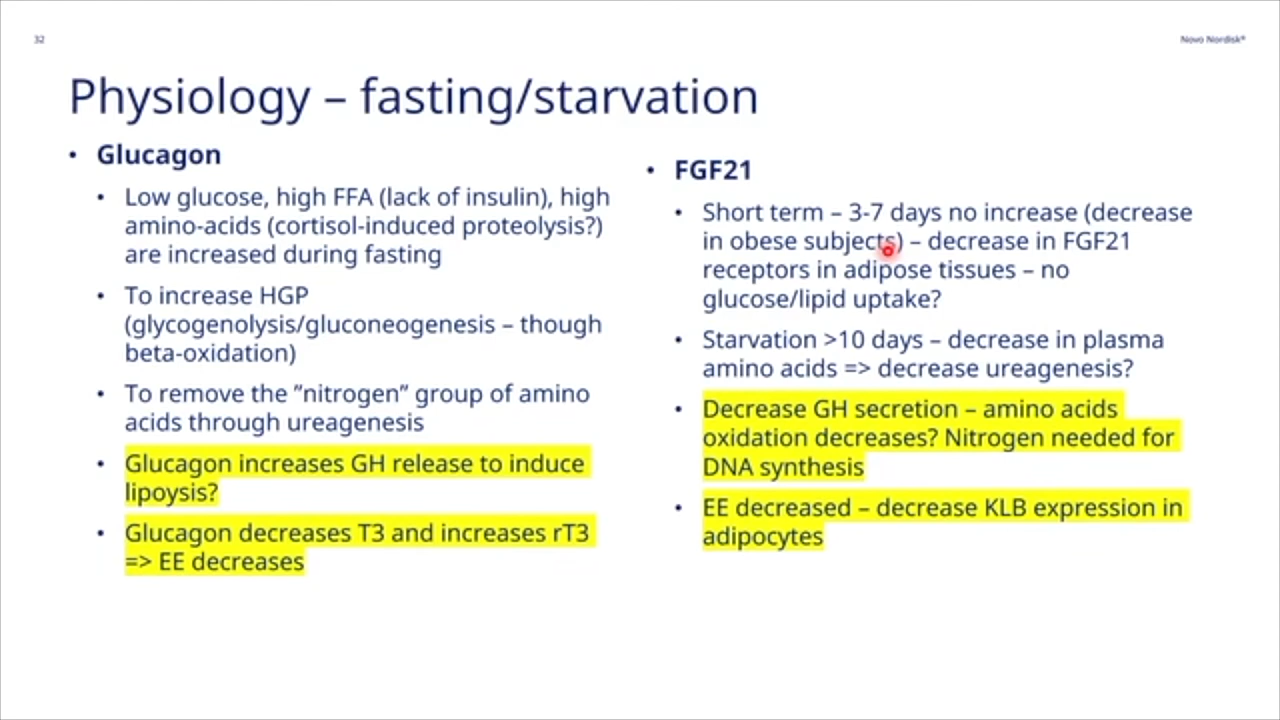 32
Novo Nordisk®
Physiology – fasting/starvation
• Glucagon
• Low glucose, high FFA (lack of insulin), high
amino-acids (cortisol-induced proteolysis?)
are increased during fasting
• To increase HGP
(glycogenolysis/gluconeogenesis – though
beta-oxidation)
• To remove the ”nitrogen” group of amino
acids through ureagenesis
• Glucagon increases GH release to induce
lipoysis?
• Glucagon decreases T3 and increases rT3
=> EE decreases
• FGF21
• Short term – 3-7 days no increase (decrease
in obese subjects) – decrease in FGF21
receptors in adipose tissues – no
glucose/lipid uptake?
• Starvation >10 days – decrease in plasma
amino acids => decrease ureagenesis?
• Decrease GH secretion – amino acids
oxidation decreases? Nitrogen needed for
DNA synthesis
• EE decreased – decrease KLB expression in
adipocytes